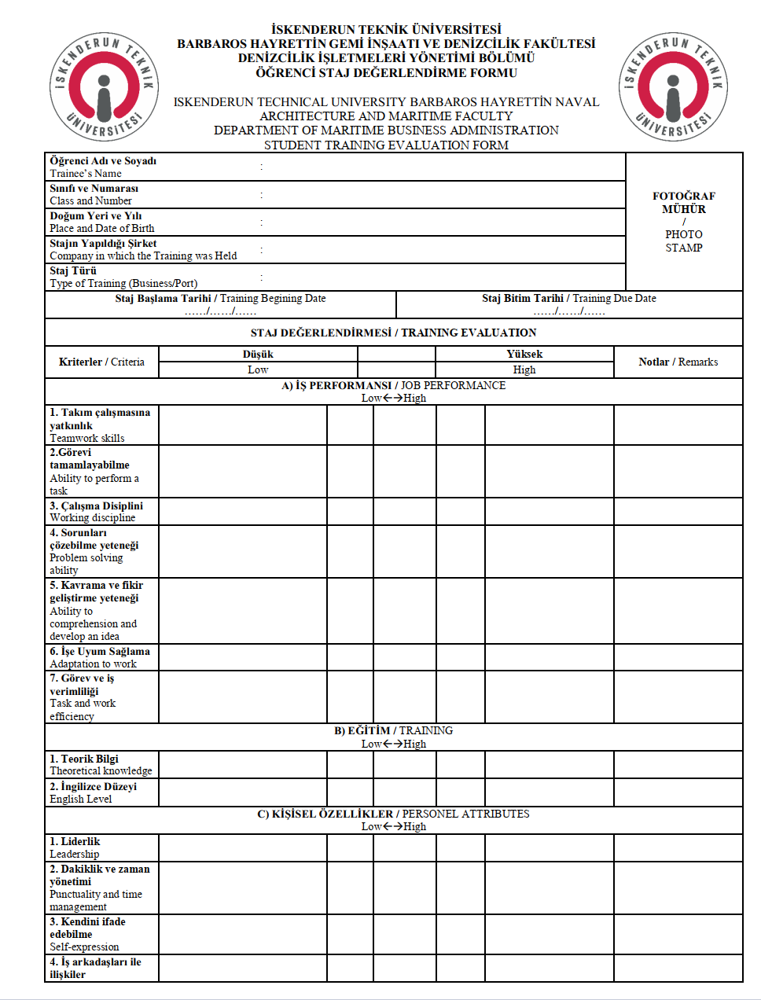 İSKENDERUN TEKNİK ÜNİVERSİTESİ
BARBAROS HAYRETTİN GEMİ İNŞAATI VE DENİZCİLİK FAKÜLTESİ
DENİZCİLİK İŞLETMELERİ YÖNETİMİ BÖLÜMÜ
ÖĞRENCİ STAJ DEĞERLENDİRME FORMU
ISKENDERUN TECHNICAL UNIVERSITY BARBAROS HAYRETTİN NAVAL
ARCHITECTURE AND MARITIME FACULTY
DEPARTMENT OF MARITIME BUSINESS ADMINISTRATION
STUDENT TRAINING EVALUATION FORM
İSKENDERUN TEKNİK ÜNİVERSİTESİ
İSKENDERUN TEKNİK ÜNİVERSİTESİ
Öğrenci Adı ve Soyadı :
Trainee's Name
Sınıfı ve Numarası :
Class and Number
Doğum Yeri ve Yılı :
Place and Date of Birth
Stajın Yapıldığı Şirket :
Company in which the Training was Held
Staj Türü :
Type of Training (Business/Port)
FOTOĞRAF
MÜHÜR
/
PHOTO
STAMP
Staj Başlama Tarihi / Training Begining Date
……/……/……
Staj Bitim Tarihi / Training Due Date
……/……/……
STAJ DEĞERLENDİRMESİ / TRAINING EVALUATION
Kriterler / Criteria
Düşük
Low
Yüksek
High
Notlar / Remarks
A) İŞ PERFORMANSI / JOB PERFORMANCE
Low←→High
1. Takım çalışmasına
yatkınlık
Teamwork skills
2.Görevi
tamamlayabilme
Ability to perform a
task
3. Çalışma Disiplini
Working discipline
4. Sorunları
çözebilme yeteneği
Problem solving
ability
5. Kavrama ve fikir
geliştirme yeteneği
Ability to
comprehension and
develop an idea
6. İşe Uyum Sağlama
Adaptation to work
7. Görev ve iş
verimliliği
Task and work
efficiency
B) EĞİTİM / TRAINING
Low←→High
1. Teorik Bilgi
Theoretical knowledge
2. İngilizce Düzeyi
English Level
C) KİŞİSEL ÖZELLİKLER / PERSONEL ATTRIBUTES
Low←→High
1. Liderlik
Leadership
2. Dakiklik ve zaman
yönetimi
Punctuality and time
management
3. Kendini ifade
edebilme
Self-expression
4. İş arkadaşları ile
ilişkiler